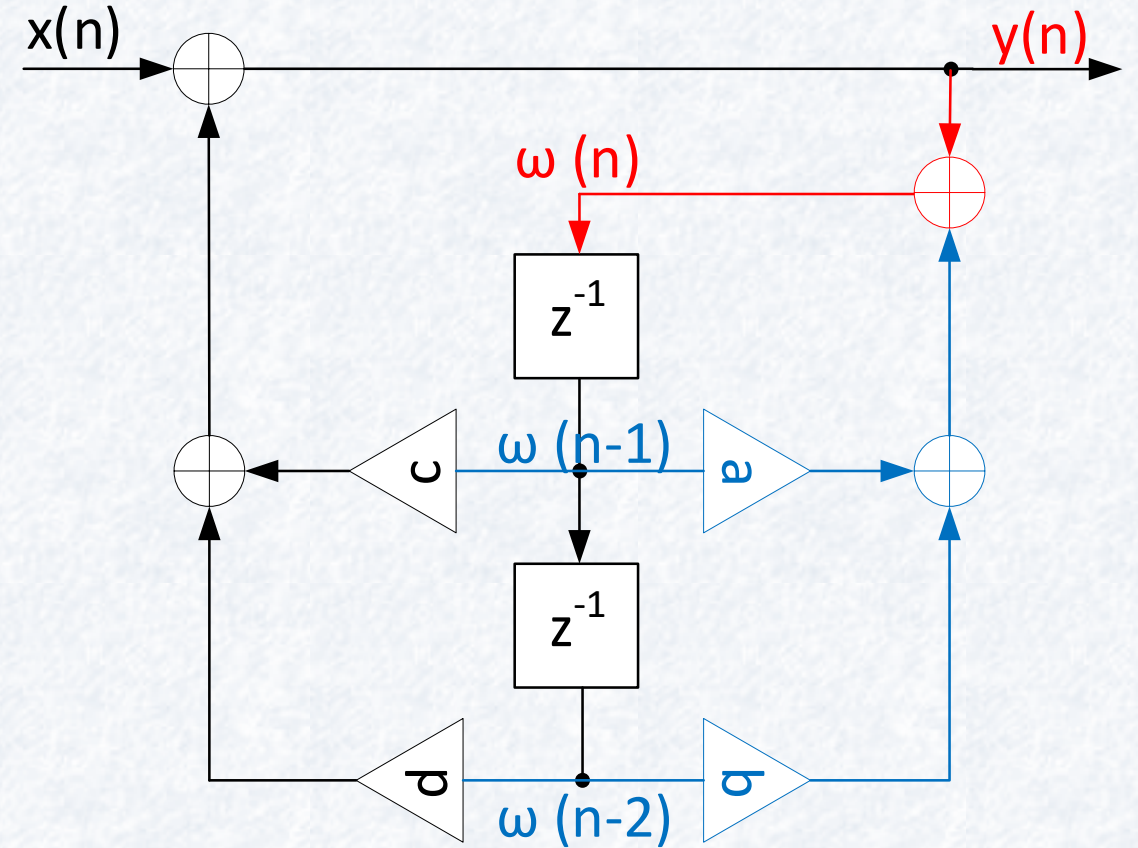 x(n)
y(n)
ω (n)
z⁻¹
c
ω (n-1)
a
z⁻¹
d
b
ω (n-2)